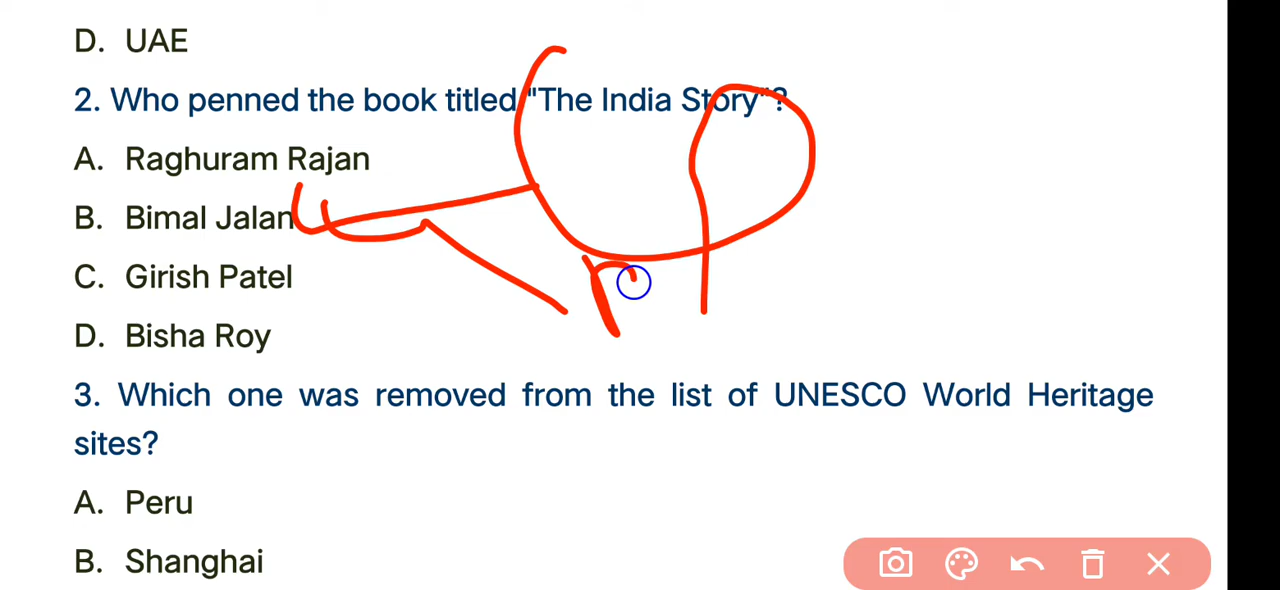 D. UAE
2. Who penned the book titled "The India Story"?
A. Raghuram Rajan
B. Bimal Jalan
C. Girish Patel
D. Bisha Roy
3. Which one was removed from the list of UNESCO World Heritage
sites?
A. Peru
B. Shanghai